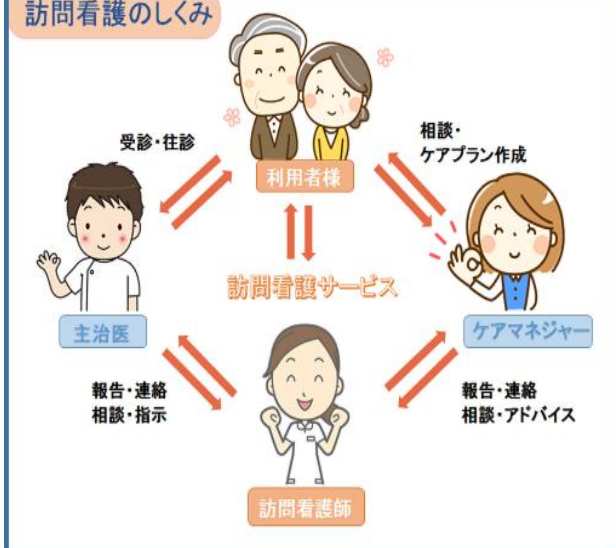 訪問看護のしくみ
受診・往診
相談・
ケアプラン作成
利用者様
訪問看護サービス
主治医
ケアマネジャー
報告・連絡
相談・指示
報告・連絡
相談・アドバイス
訪問看護師